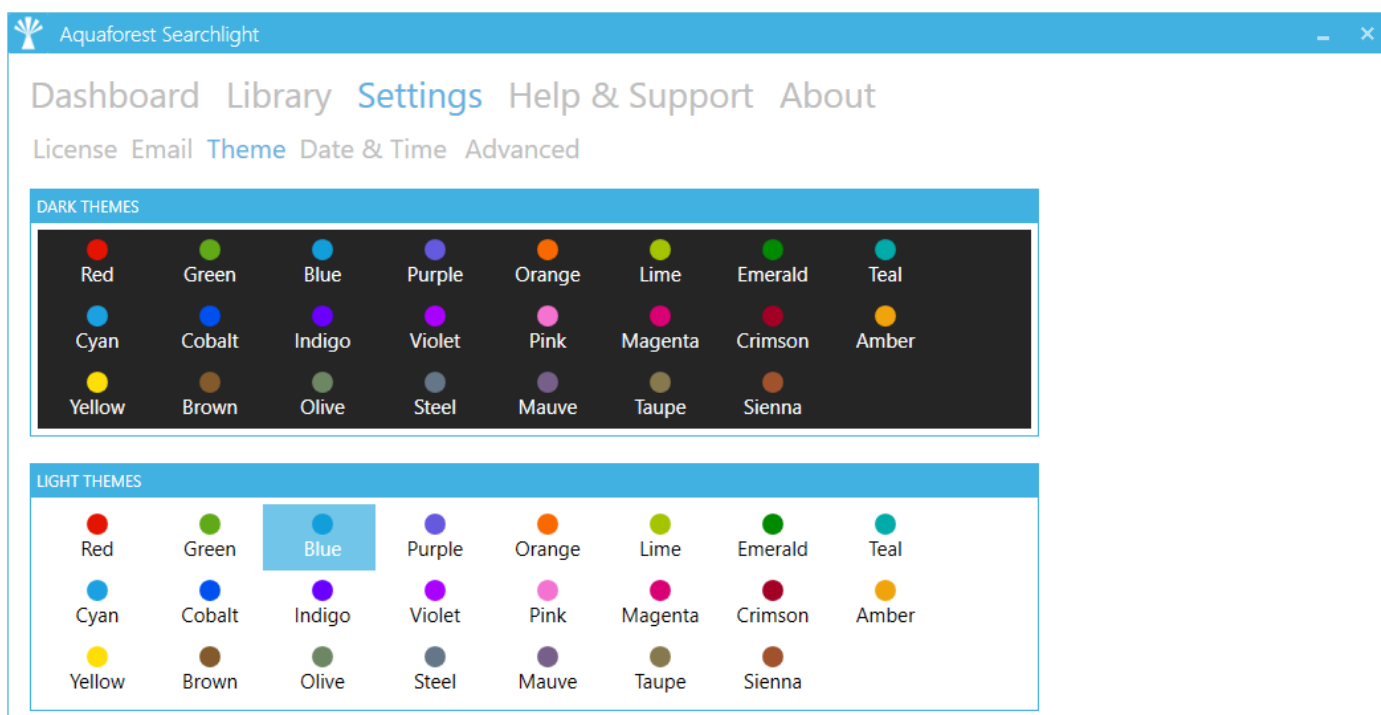 Aquaforest Searchlight
Dashboard Library Settings Help & Support About
License Email Theme Date & Time Advanced
DARK THEMES
Red Green Blue Purple Orange Lime Emerald Teal
Cyan Cobalt Indigo Violet Pink Magenta Crimson Amber
Yellow Brown Olive Steel Mauve Taupe Sienna
LIGHT THEMES
Red Green Blue Purple Orange Lime Emerald Teal
Cyan Cobalt Indigo Violet Pink Magenta Crimson Amber
Yellow Brown Olive Steel Mauve Taupe Sienna